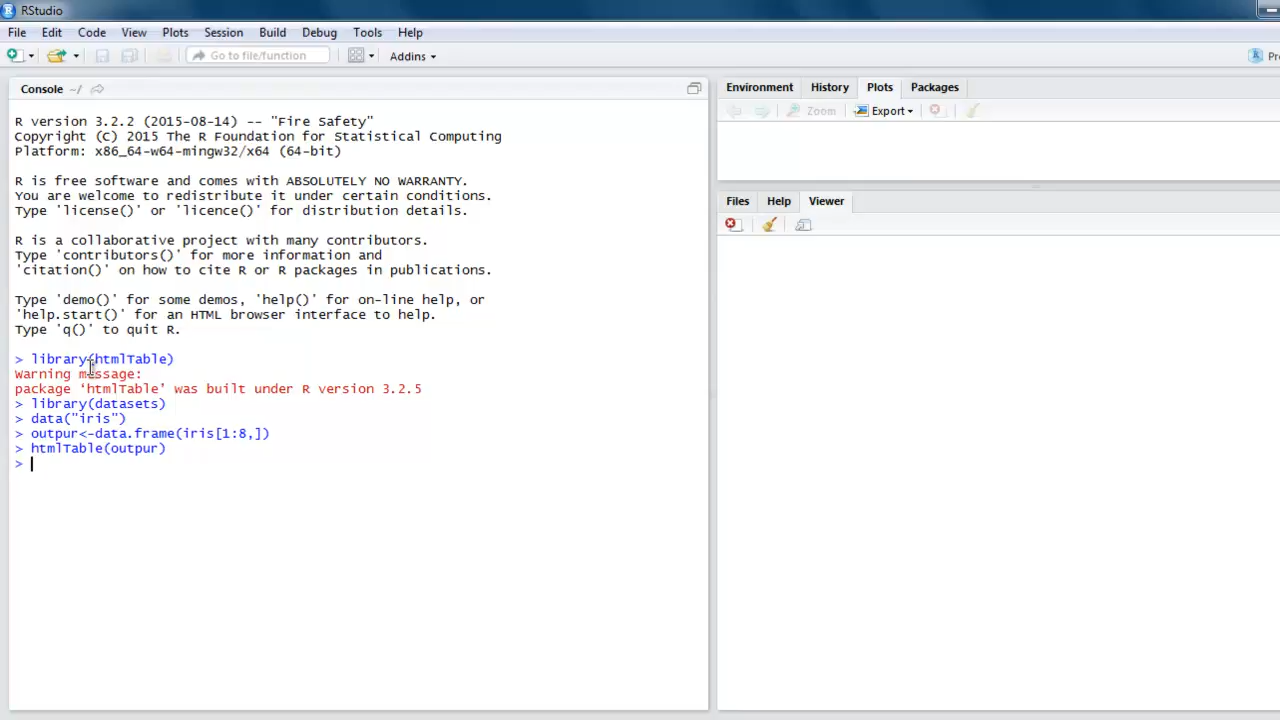 RStudio
File Edit Code View Plots Session Build Debug Tools Help
Go to file/function Addins
Console ~/
R version 3.2.2 (2015-08-14) -- "Fire Safety"
Copyright (C) 2015 The R Foundation for Statistical Computing
Platform: x86_64-w64-mingw32/x64 (64-bit)
R is free software and comes with ABSOLUTELY NO WARRANTY.
You are welcome to redistribute it under certain conditions.
Type 'license()' or 'licence()' for distribution details.
R is a collaborative project with many contributors.
Type 'contributors()' for more information and
'citation()' on how to cite R or R packages in publications.
Type 'demo()' for some demos, 'help()' for on-line help, or
'help.start()' for an HTML browser interface to help.
Type 'q()' to quit R.
> library(htmlTable)
Warning message:
package ‘htmlTable’ was built under R version 3.2.5
> library(datasets)
> data("iris")
> outpur<-data.frame(iris[1:8,])
> htmlTable(outpur)
>
Environment History Plots Packages
Zoom Export
Files Help Viewer